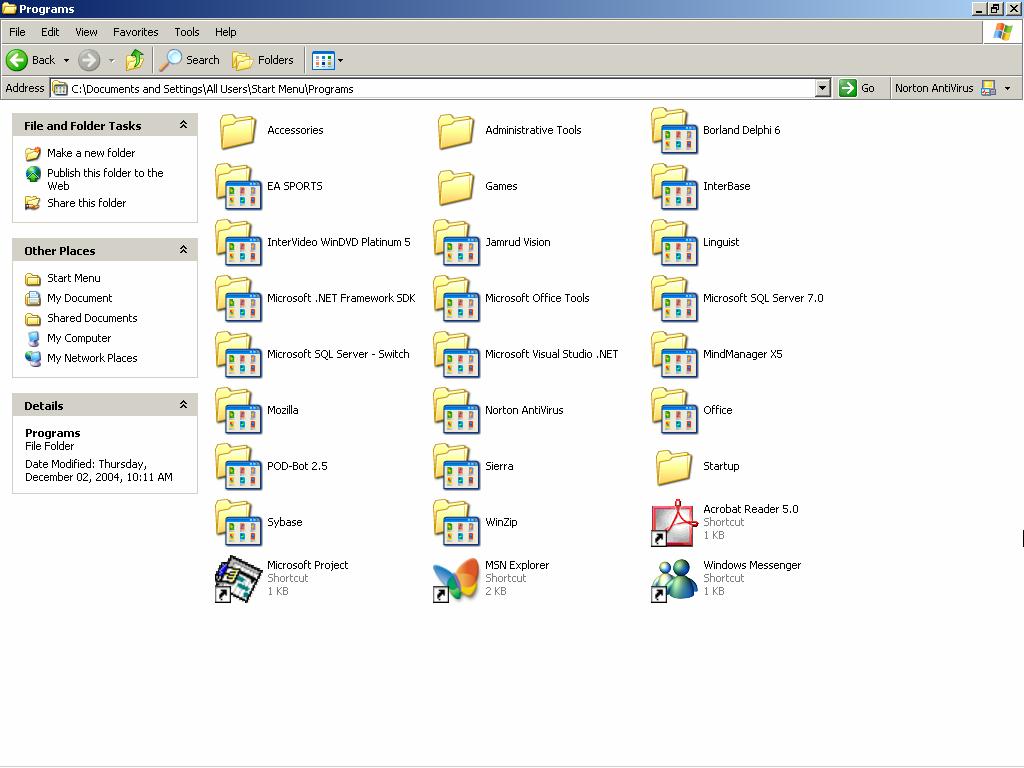 Programs
File Edit View Favorites Tools Help
Back Search Folders
Address C:\Documents and Settings\All Users\Start Menu\Programs Go Norton AntiVirus
File and Folder Tasks
Make a new folder
Publish this folder to the
Web
Share this folder
Other Places
Start Menu
My Document
Shared Documents
My Computer
My Network Places
Details
Programs
File Folder
Date Modified: Thursday,
December 02, 2004, 10:11 AM
Accessories
Administrative Tools
Borland Delphi 6
EA SPORTS
Games
InterBase
InterVideo WinDVD Platinum 5
Jamrud Vision
Linguist
Microsoft .NET Framework SDK
Microsoft Office Tools
Microsoft SQL Server 7.0
Microsoft SQL Server - Switch
Microsoft Visual Studio .NET
MindManager X5
Mozilla
Norton AntiVirus
Office
POD-Bot 2.5
Sierra
Startup
Sybase
WinZip
Acrobat Reader 5.0
Shortcut
1 KB
Microsoft Project
Shortcut
1 KB
MSN Explorer
Shortcut
2 KB
Windows Messenger
Shortcut
1 KB